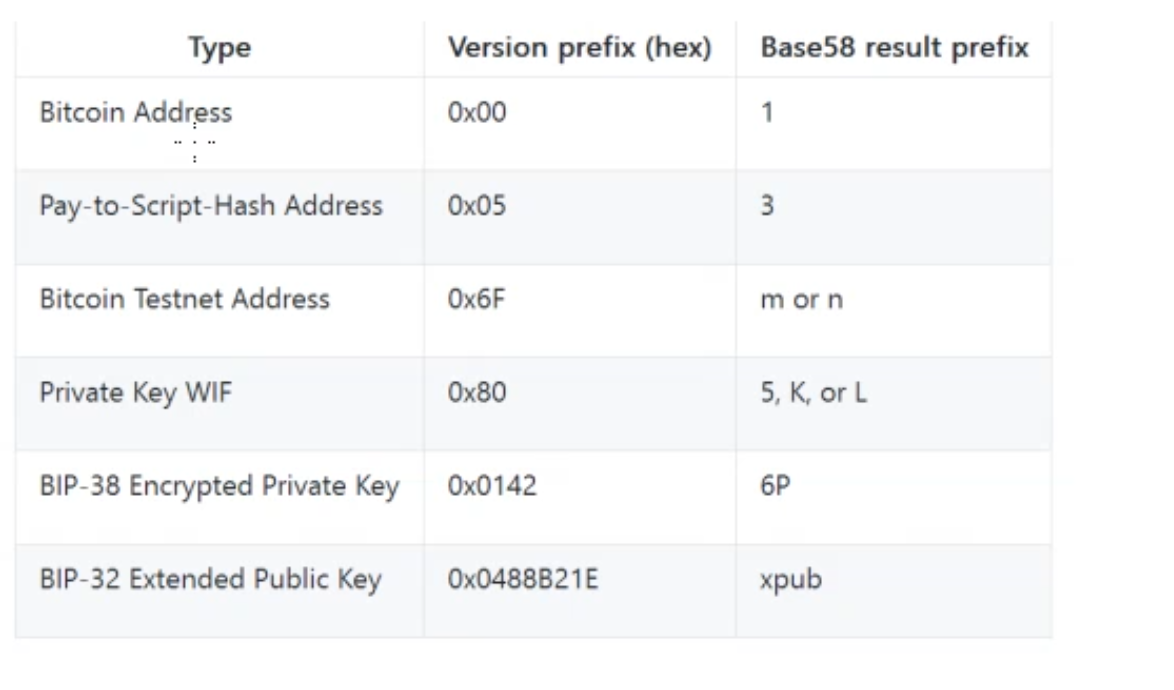 Type Version prefix (hex) Base58 result prefix
Bitcoin Address 0x00 1
Pay-to-Script-Hash Address 0x05 3
Bitcoin Testnet Address 0x6F m or n
Private Key WIF 0x80 5, K, or L
BIP-38 Encrypted Private Key 0x0142 6P
BIP-32 Extended Public Key 0x0488B21E xpub